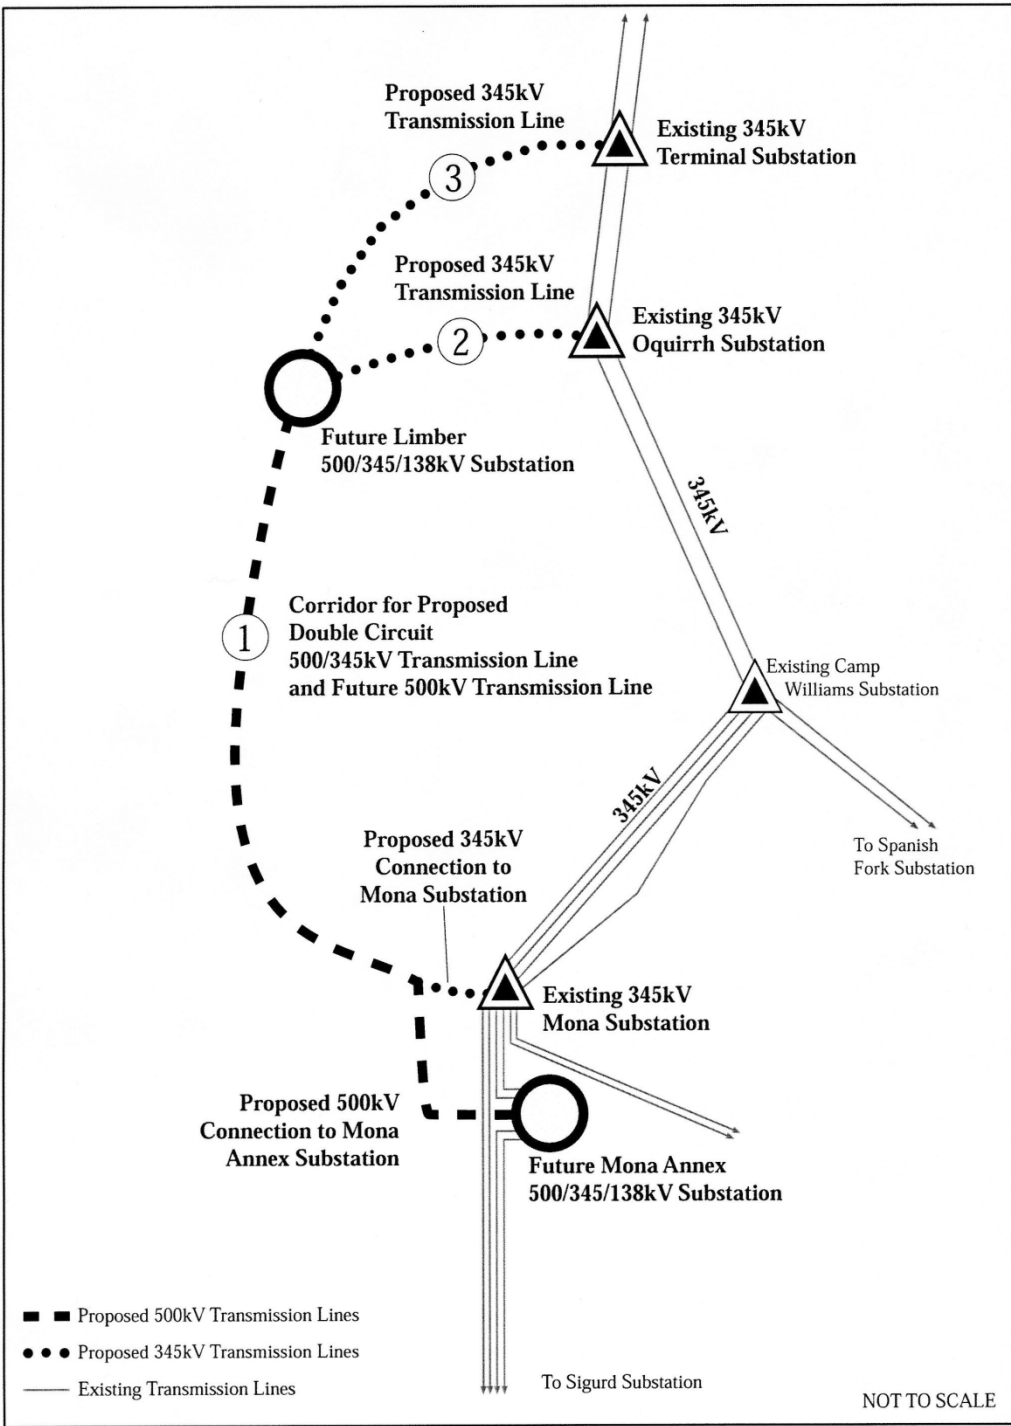 Proposed 345kV
Transmission Line
Existing 345kV
Terminal Substation
3
Proposed 345kV
Transmission Line
Existing 345kV
Oquirrh Substation
2
Future Limber
500/345/138kV Substation
345kV
Corridor for Proposed
Double Circuit
500/345kV Transmission Line
and Future 500kV Transmission Line
1
Existing Camp
Williams Substation
345kV
To Spanish
Fork Substation
Proposed 345kV
Connection to
Mona Substation
Existing 345kV
Mona Substation
Proposed 500kV
Connection to Mona
Annex Substation
Future Mona Annex
500/345/138kV Substation
Proposed 500kV Transmission Lines
Proposed 345kV Transmission Lines
Existing Transmission Lines
To Sigurd Substation
NOT TO SCALE